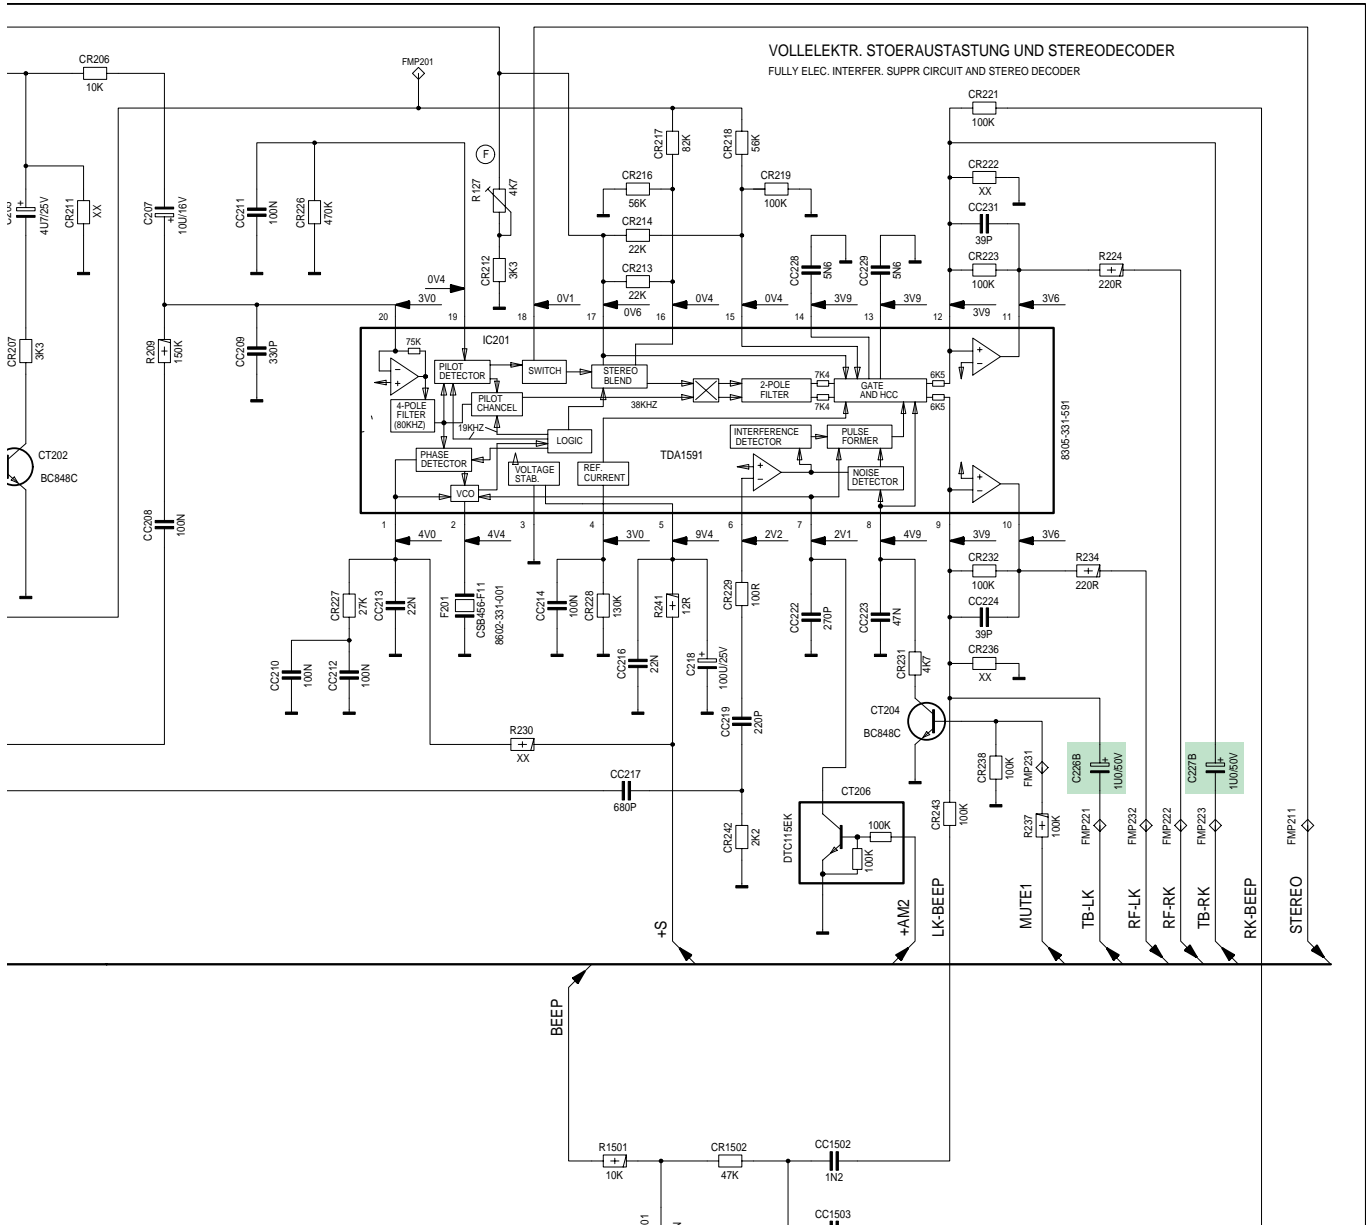 VOLLELEKTR. STOERAUSTASTUNG UND STEREODECODER
FULLY ELEC. INTERFER. SUPPR CIRCUIT AND STEREO DECODER
CR206
10K
FMP201
CR221
100K
CR217
82K
CR218
56K
F
CR222
XX
4U7/25V
CR211
XX
C207
10U/16V
CC211
100N
CR226
470K
R127
4K7
CR216
56K
CR219
100K
CC231
39P
CR214
22K
CR212
3K3
CR213
22K
CC228
5N6
CC229
5N6
CR223
100K
R224
220R
0V4
3V0
0V1
0V6
0V4
0V4
3V9
3V9
3V9
3V6
20
19
18
17
16
15
14
13
12
11
CR207
3K3
R209
150K
CC209
330P
IC201
75K
PILOT
DETECTOR
SWITCH
STEREO
BLEND
7K4
7K4
2-POLE
FILTER
GATE
AND HCC
6K5
6K5
4-POLE
FILTER
(80KHZ)
PILOT
CHANCEL
38KHZ
19KHZ
LOGIC
INTERFERENCE
DETECTOR
PULSE
FORMER
PHASE
DETECTOR
VOLTAGE
STAB.
REF.
CURRENT
TDA1591
NOISE
DETECTOR
VCO
8305-331-591
CT202
BC848C
CC208
100N
1
2
3
4
5
6
7
8
9
10
4V0
4V4
3V0
9V4
2V2
2V1
4V9
3V9
3V6
CR227
27K
CC213
22N
F201
CSB456-F11
8602-331-001
CC214
100N
CR228
130K
R241
12R
CR229
100R
CC222
270P
CC223
47N
CR232
100K
R234
220R
CC224
39P
CC210
100N
CC212
100N
CC216
22N
C218
100U/25V
CR231
4K7
CR236
XX
CC219
220P
CT204
BC848C
R230
XX
CR238
100K
FMP231
C226B
1U0/50V
C227B
1U0/50V
CC217
680P
CT206
DTC115EK
100K
100K
CR242
2K2
CR243
100K
R237
100K
FMP221
FMP232
FMP222
FMP223
FMP211
+S
+AM2
LK-BEEP
MUTE1
TB-LK
RF-LK
RF-RK
TB-RK
RK-BEEP
STEREO
BEEP
R1501
10K
CR1502
47K
CC1502
1N2
CC1503